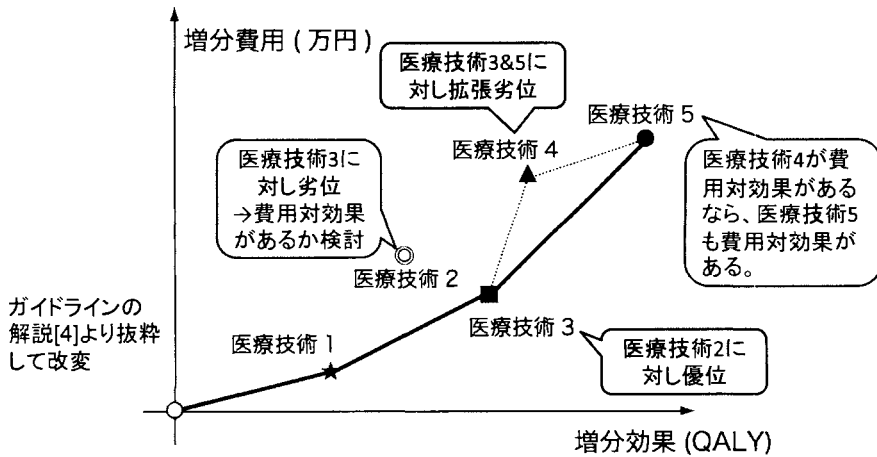 増分費用 ( 万円 )
医療技術3&5に
対し拡張劣位
医療技術 5
医療技術 4
医療技術3に
対し劣位
→費用対効果
があるか検討
医療技術4が費
用対効果がある
なら、医療技術5
も費用対効果が
ある。
医療技術 2
ガイドラインの
解説[4]より抜粋
して改変
医療技術 1
医療技術 3
医療技術2に
対し優位
増分効果 (QALY)